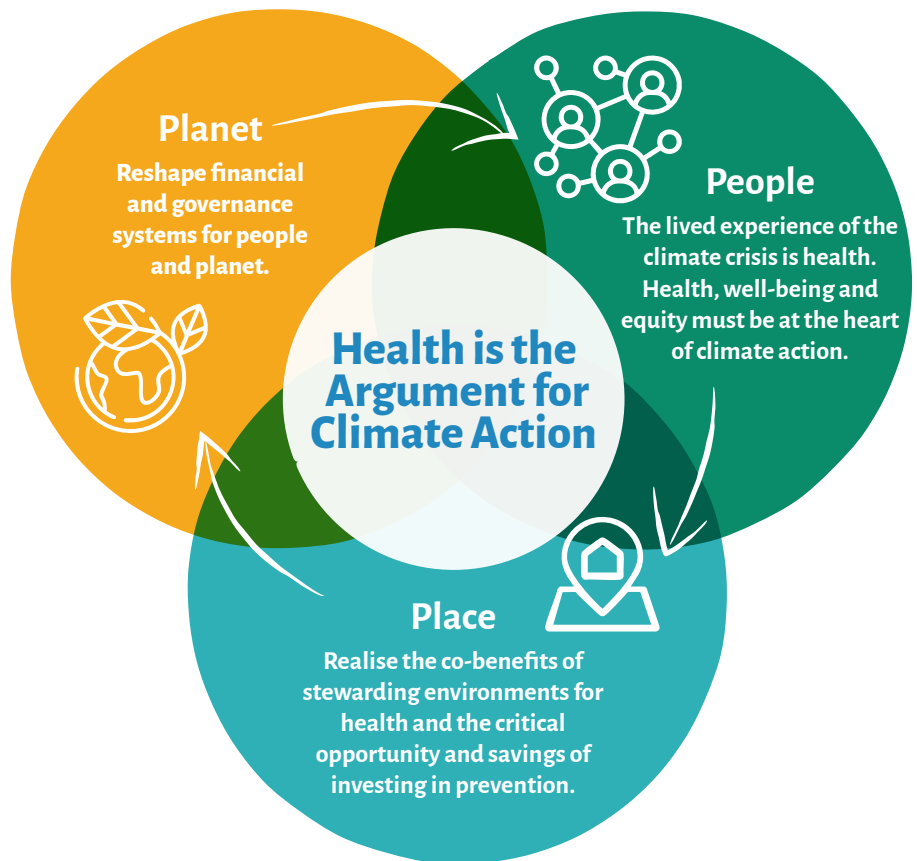 Planet
Reshape financial
and governance
systems for people
and planet.
People
The lived experience of the
climate crisis is health.
Health, well-being and
equity must be at the heart
of climate action.
Health is the
Argument for
Climate Action
Place
Realise the co-benefits of
stewarding environments for
health and the critical
opportunity and savings of
investing in prevention.